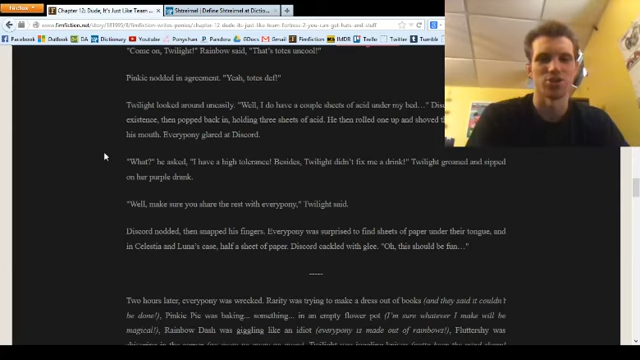 Firefox
Chapter 12: Dude, It's Just Like Team ...
Shtreimel | Define Shtreimel at Dictio...
www.fimfiction.net/story/181095/8/fimfiction-writes-ponies/chapter-12-dude-its-just-like-team-fortress-2-you-can-get-hats-and-stuff
Facebook Outlook DA Dictionary YouTube Ponychan Fimfiction IMDB Tumblr Twitter Tumblr
"Come on, Twilight!" Rainbow said, "That's totes uncool!"
Pinkie nodded in agreement. "Yeah, totes def!"
Twilight looked around uneasily. "Well, I do have a couple sheets of acid under my bed…"
existence, then popped back in, holding three sheets of acid. He then rolled one up and shoved
his mouth. Everypony glared at Discord.
"What?" he asked, "I have a high tolerance! Besides, Twilight didn't fix me a drink!" Twilight groaned and sipped
on her purple drank.
"Well, make sure you share the rest with everypony," Twilight said.
Discord nodded, then snapped his fingers. Everypony was surprised to find sheets of paper under their tongue, and
in Celestia and Luna's case, half a sheet of paper. Discord cackled with glee. "Oh, this should be fun…"
-----
Two hours later, everypony was wrecked. Rarity was trying to make a dress out of books (and they said it couldn't
be done!), Pinkie Pie was baking... something... in an empty flower pot (I'm sure whatever I make will be
magical!), Rainbow Dash was giggling like an idiot (everypony is made out of rainbows!), Fluttershy was